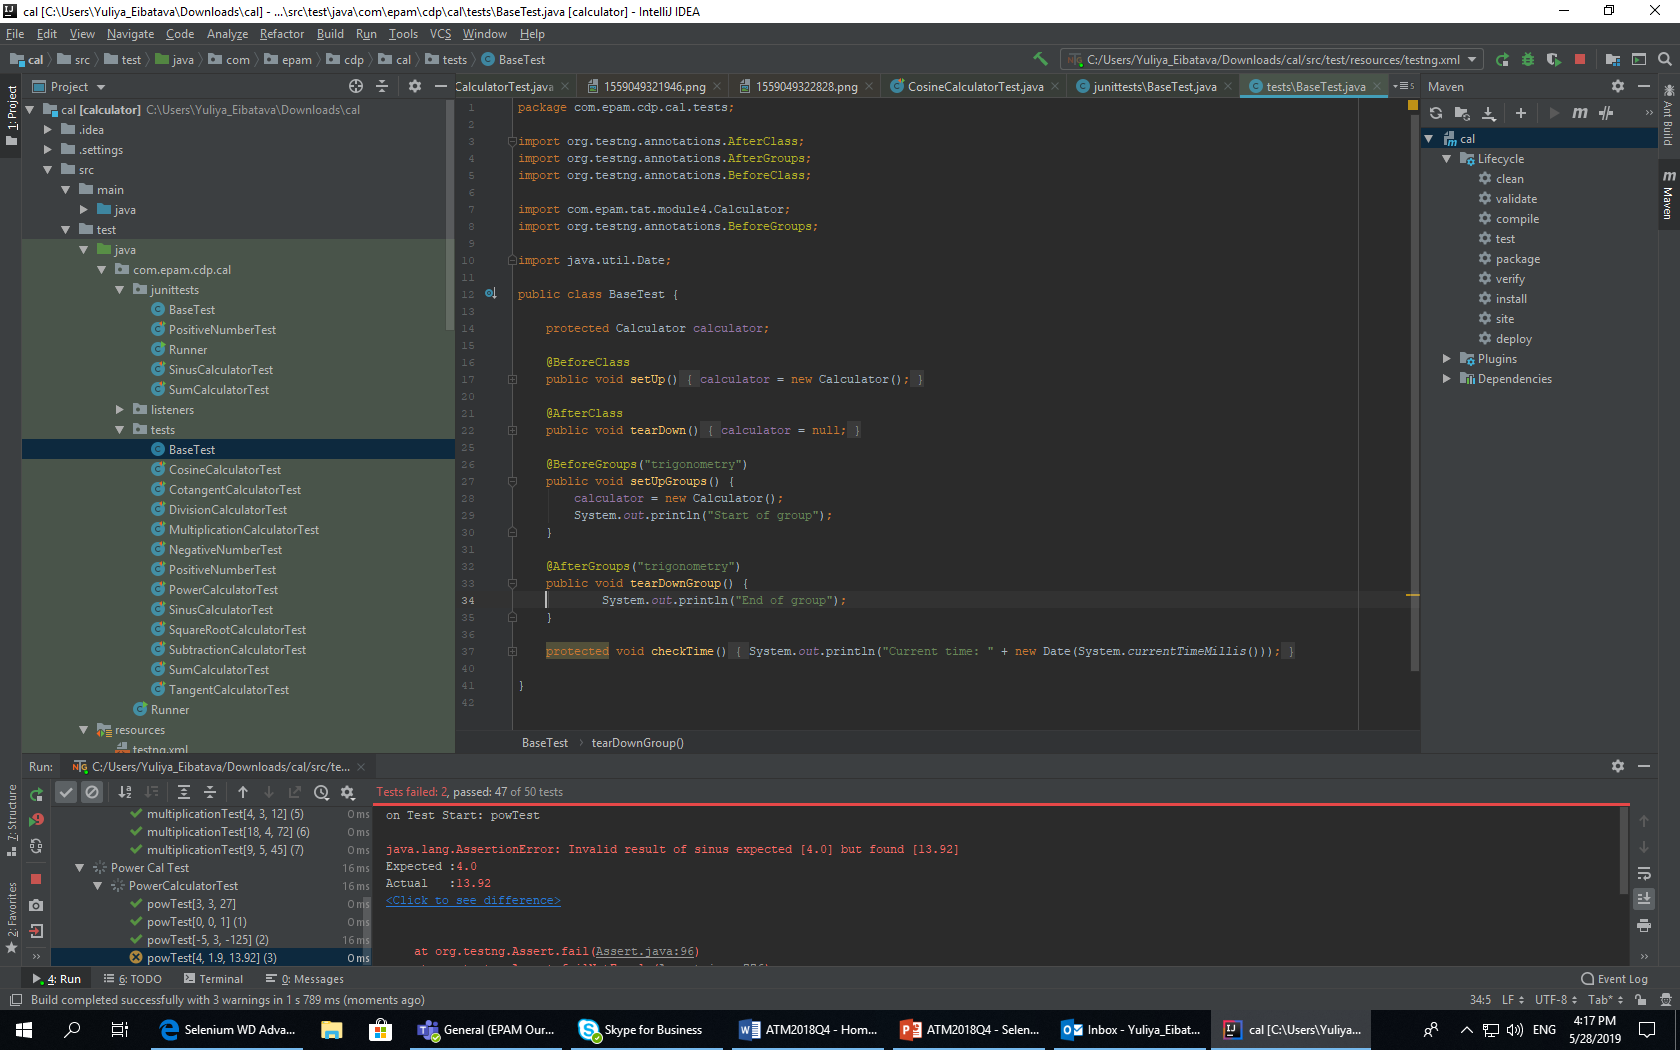 cal [C:\Users\Yuliya_Eibatava\Downloads\cal] - ...\src\test\java\com\epam\cdp\cal\tests\BaseTest.java [calculator] - IntelliJ IDEA
File Edit View Navigate Code Analyze Refactor Build Run Tools VCS Window Help
cal src test java com epam cdp cal tests BaseTest
C:/Users/Yuliya_Eibatava/Downloads/cal/src/test/resources/testng.xml
1: Project
Project
cal [calculator] C:\Users\Yuliya_Eibatava\Downloads\cal
.idea
.settings
src
main
java
test
java
com.epam.cdp.cal
junittests
BaseTest
PositiveNumberTest
Runner
SinusCalculatorTest
SumCalculatorTest
listeners
tests
BaseTest
CosineCalculatorTest
CotangentCalculatorTest
DivisionCalculatorTest
MultiplicationCalculatorTest
NegativeNumberTest
PositiveNumberTest
PowerCalculatorTest
SinusCalculatorTest
SquareRootCalculatorTest
SubtractionCalculatorTest
SumCalculatorTest
TangentCalculatorTest
Runner
resources
testng.xml
CalculatorTest.java 1559049321946.png 1559049322828.png CosineCalculatorTest.java junittests\BaseTest.java tests\BaseTest.java 5
1 package com.epam.cdp.cal.tests;
2
3 import org.testng.annotations.AfterClass;
4 import org.testng.annotations.AfterGroups;
5 import org.testng.annotations.BeforeClass;
6
7 import com.epam.tat.module4.Calculator;
8 import org.testng.annotations.BeforeGroups;
9
10 import java.util.Date;
11
12 public class BaseTest {
13
14 protected Calculator calculator;
15
16 @BeforeClass
17 public void setUp() { calculator = new Calculator(); }
20
21 @AfterClass
22 public void tearDown() { calculator = null; }
25
26 @BeforeGroups("trigonometry")
27 public void setUpGroups() {
28 calculator = new Calculator();
29 System.out.println("Start of group");
30 }
31
32 @AfterGroups("trigonometry")
33 public void tearDownGroup() {
34 System.out.println("End of group");
35 }
36
37 protected void checkTime() { System.out.println("Current time: " + new Date(System.currentTimeMillis())); }
40
41 }
42
BaseTest tearDownGroup()
Maven
cal
Lifecycle
clean
validate
compile
test
package
verify
install
site
deploy
Plugins
Dependencies
Ant Build
Maven
Run: C:/Users/Yuliya_Eibatava/Downloads/cal/src/te...
Tests failed: 2, passed: 47 of 50 tests
multiplicationTest[4, 3, 12] (5) 0 ms
multiplicationTest[18, 4, 72] (6) 0 ms
multiplicationTest[9, 5, 45] (7) 0 ms
Power Cal Test 16 ms
PowerCalculatorTest 16 ms
powTest[3, 3, 27] 0 ms
powTest[0, 0, 1] (1) 0 ms
powTest[-5, 3, -125] (2) 16 ms
powTest[4, 1.9, 13.92] (3) 0 ms
on Test Start: powTest
java.lang.AssertionError: Invalid result of sinus expected [4.0] but found [13.92]
Expected :4.0
Actual :13.92
<Click to see difference>
at org.testng.Assert.fail(Assert.java:96)
7: Structure
2: Favorites
4: Run 6: TODO Terminal 0: Messages Event Log
Build completed successfully with 3 warnings in 1 s 789 ms (moments ago) 34:5 LF UTF-8 Tab*
Selenium WD Adva... General (EPAM Our... Skype for Business ATM2018Q4 - Hom... ATM2018Q4 - Selen... Inbox - Yuliya_Eibat... cal [C:\Users\Yuliya... ENG 4:17 PM
5/28/2019